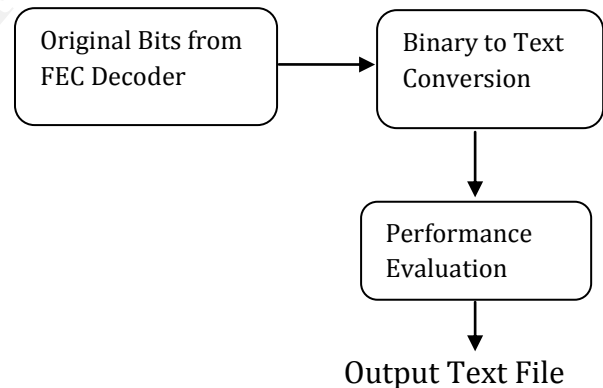 Original Bits from
FEC Decoder
Binary to Text
Conversion
Performance
Evaluation
Output Text File